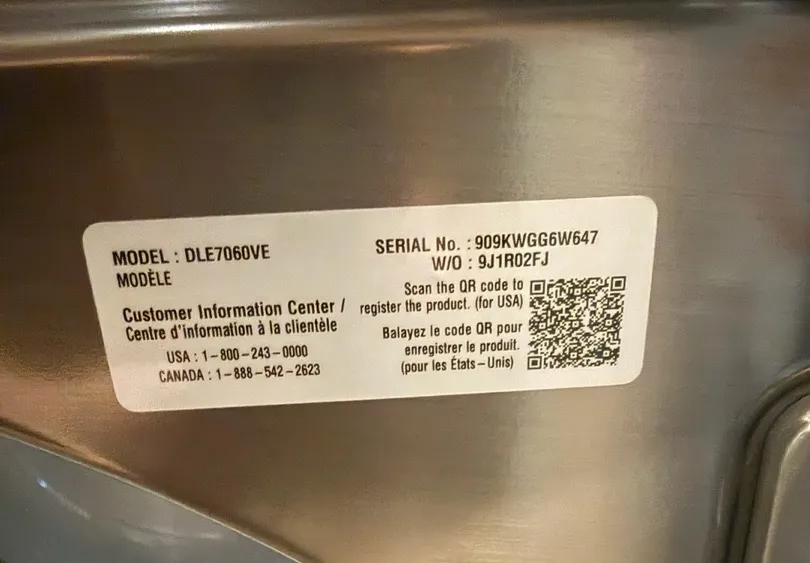 MODEL : DLE7060VE
MODÈLE
Customer Information Center /
Centre d'information à la clientèle
USA : 1-800-243-0000
CANADA : 1-888-542-2623
SERIAL No. : 909KWGG6W647
W/O : 9J1R02FJ
Scan the QR code to
register the product. (for USA)
Balayez le code QR pour
enregistrer le produit.
(pour les États-Unis)